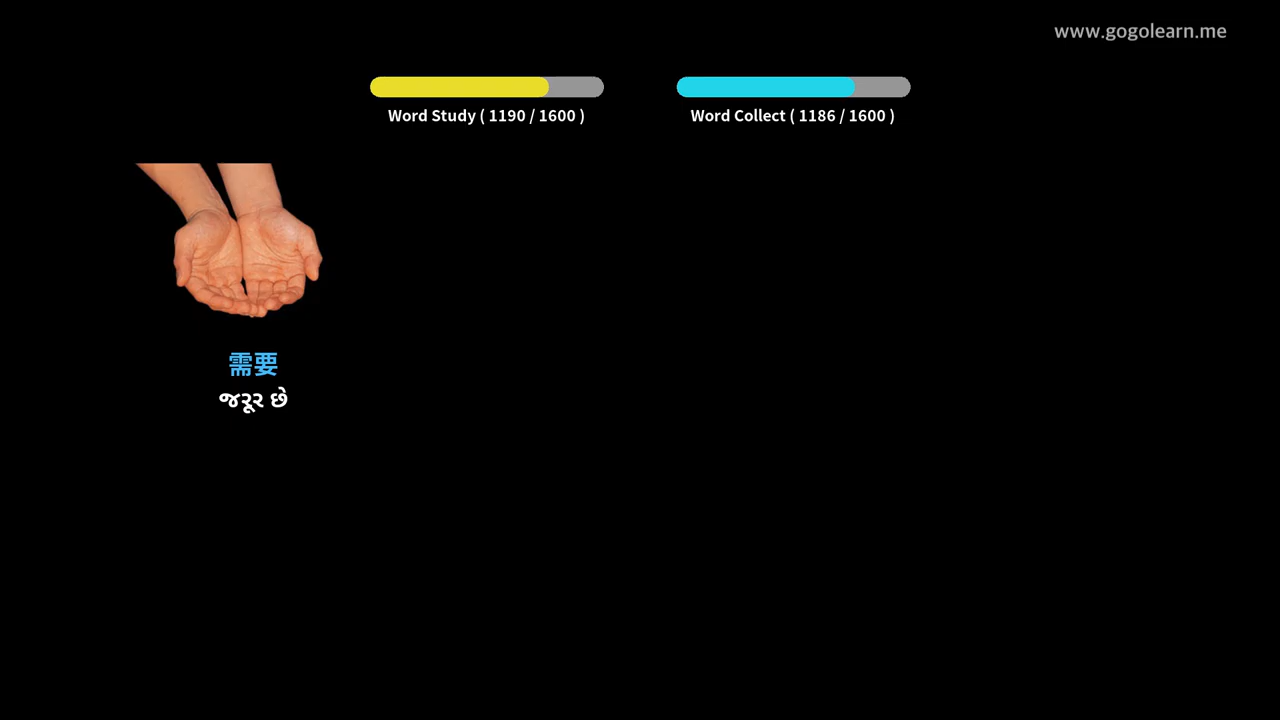 www.gogolearn.me
Word Study ( 1190 / 1600 )
Word Collect ( 1186 / 1600 )
需要
જરૂર છે